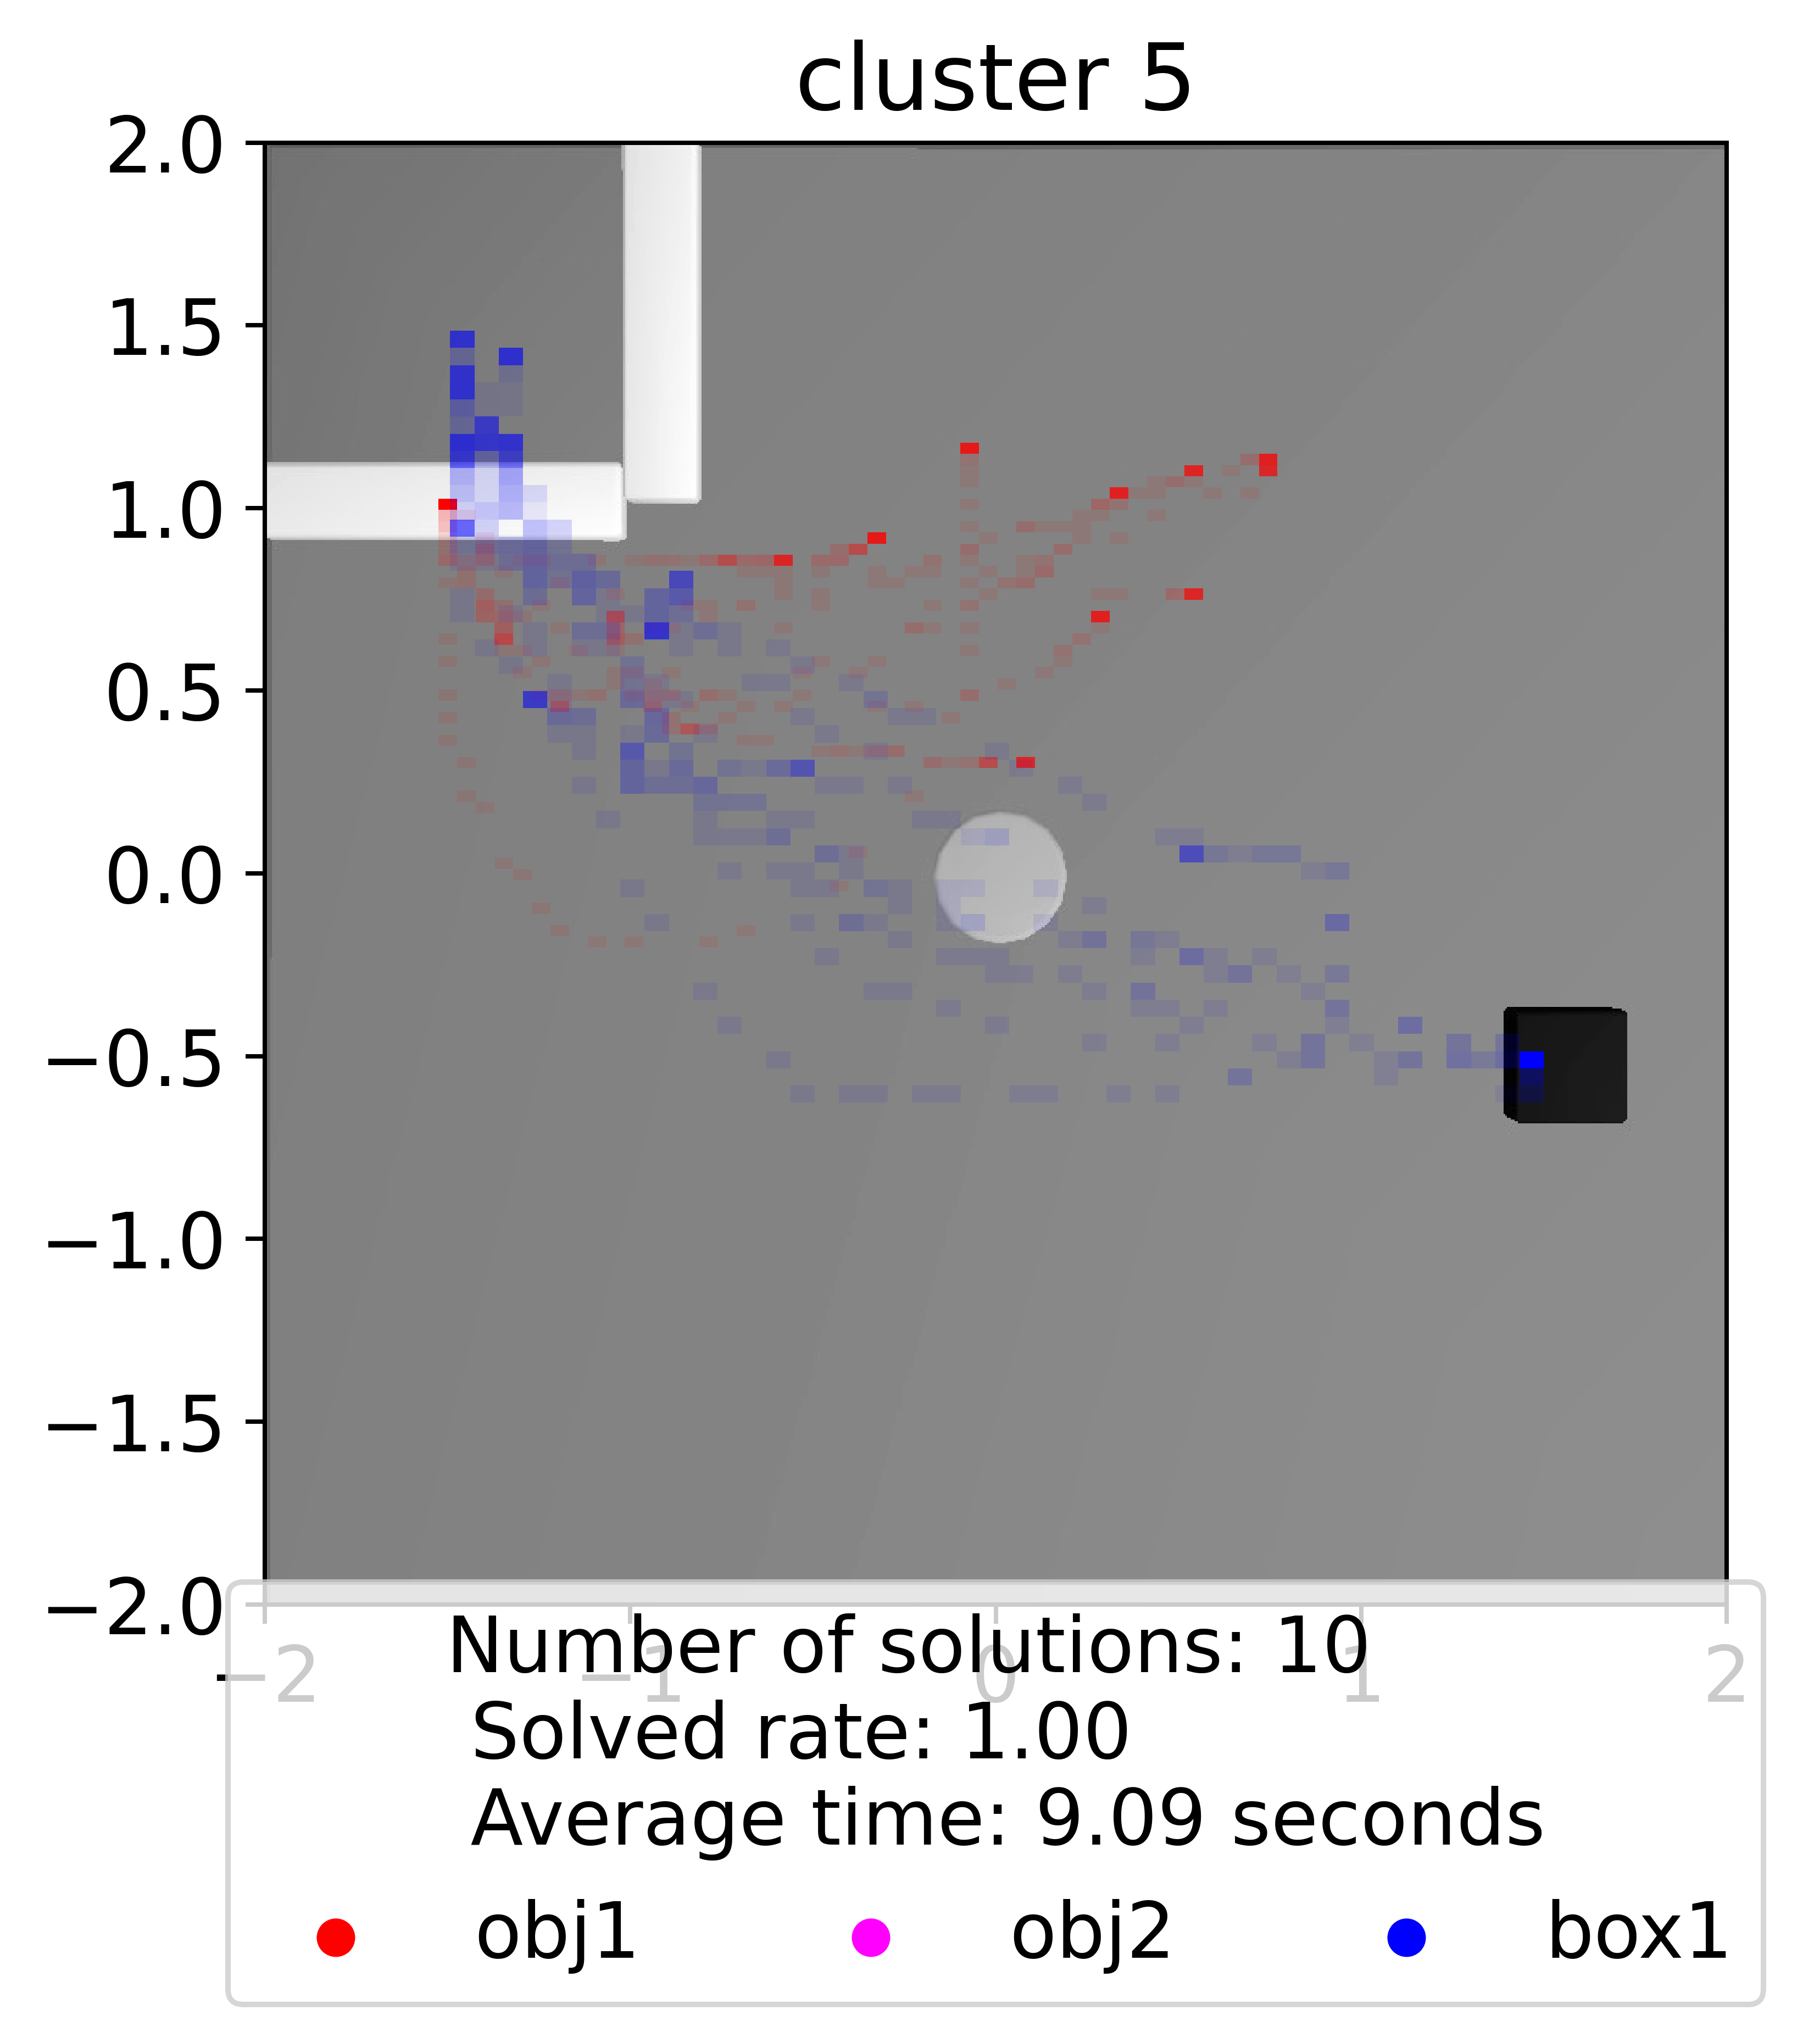 cluster 5
2.0
1.5
1.0
0.5
0.0
−0.5
−1.0
−1.5
−2.0
−2 −1 0 1 2
Number of solutions: 10
Solved rate: 1.00
Average time: 9.09 seconds
obj1 obj2 box1